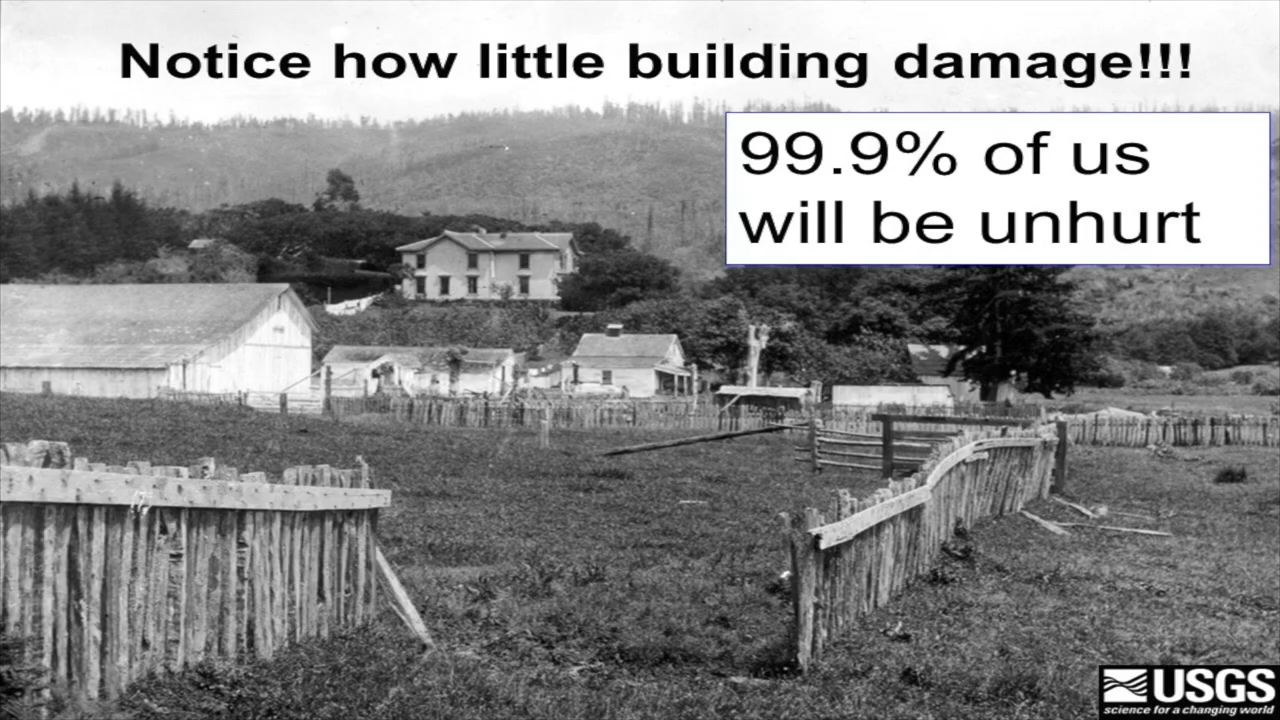 Notice how little building damage!!!
99.9% of us
will be unhurt
USGS
science for a changing world